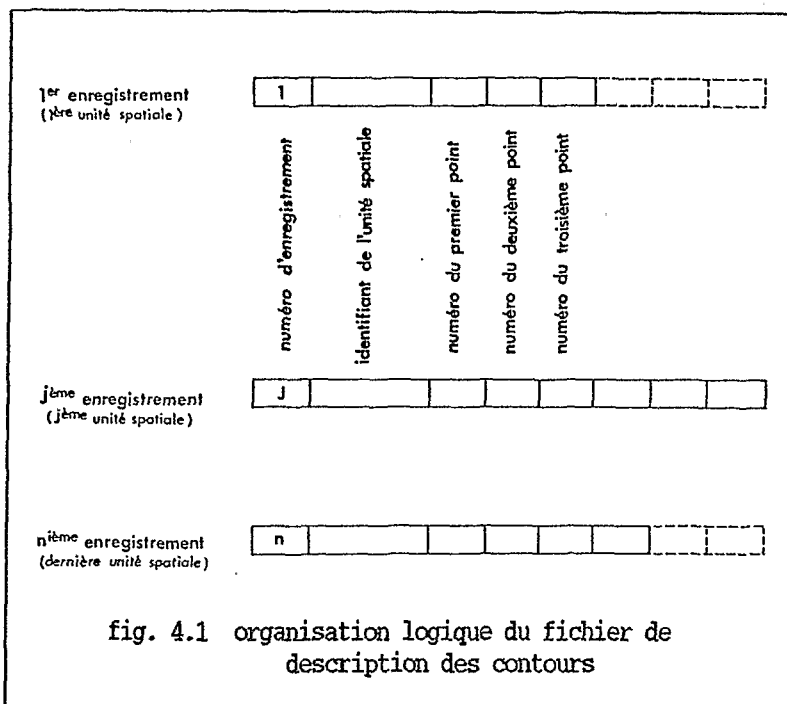 1er enregistrement
(1ère unité spatiale)
1
numéro d'enregistrement
identifiant de l'unité spatiale
numéro du premier point
numéro du deuxième point
numéro du troisième point
jème enregistrement
(jème unité spatiale)
J
nième enregistrement
(dernière unité spatiale)
n
fig. 4.1 organisation logique du fichier de
description des contours